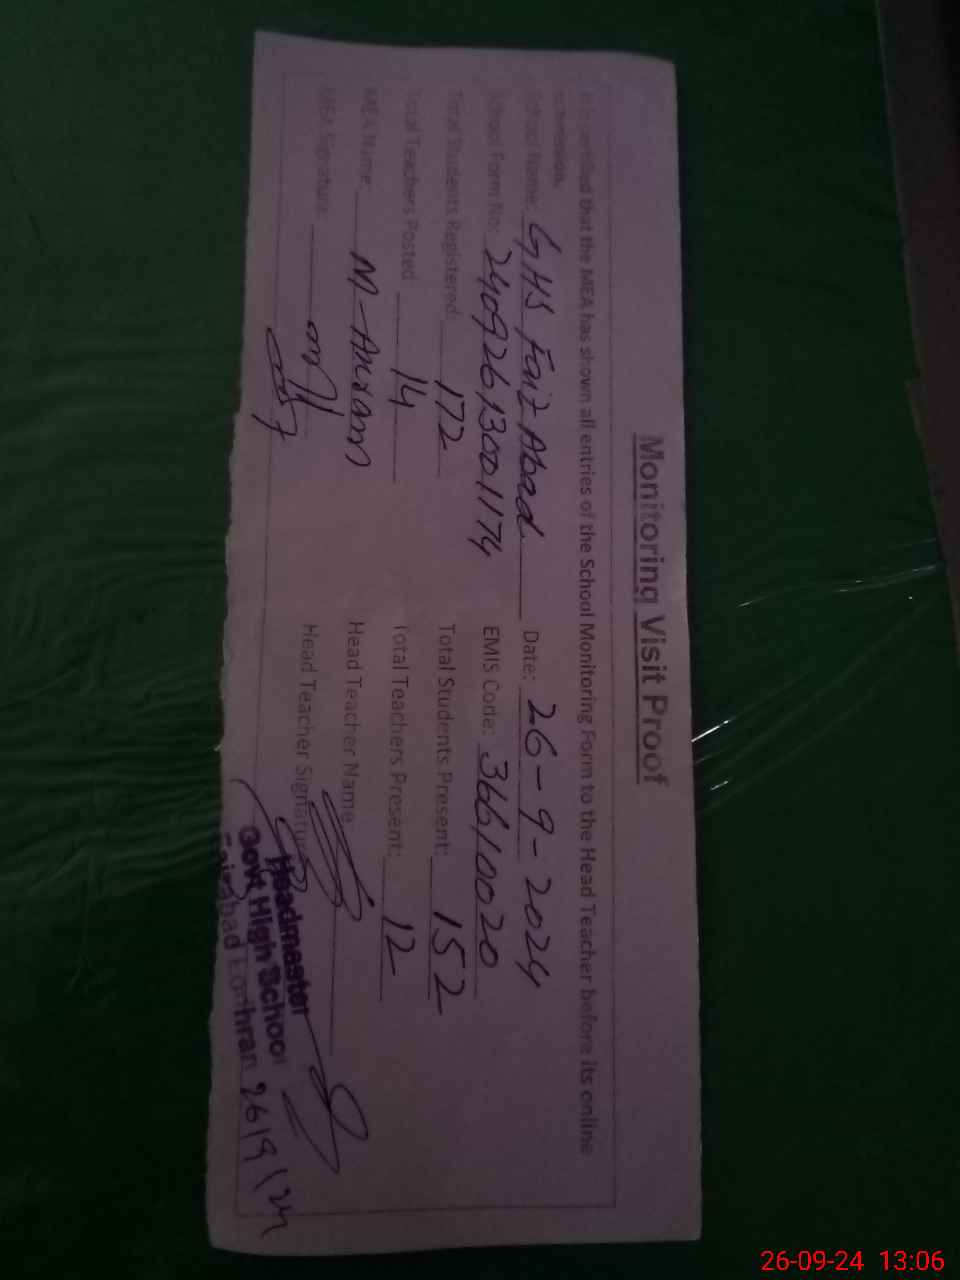 Monitoring Visit Proof
It is certified that the MEA has shown all entries of the School Monitoring Form to the Head Teacher before its online
submission.
School Name: GHS Faiz Abad Date: 26-9-2024
School Form No: 24092613001174 EMIS Code: 36610020
Total Students Registered: 172 Total Students Present: 152
Total Teachers Posted 14 Total Teachers Present: 12
MEA Name: M-Akram Head Teacher Name:
MEA Signature: Head Teacher Signature
Headmaster
Govt High School
Faizabad Lodhran 26/9/24
26-09-24 13:06